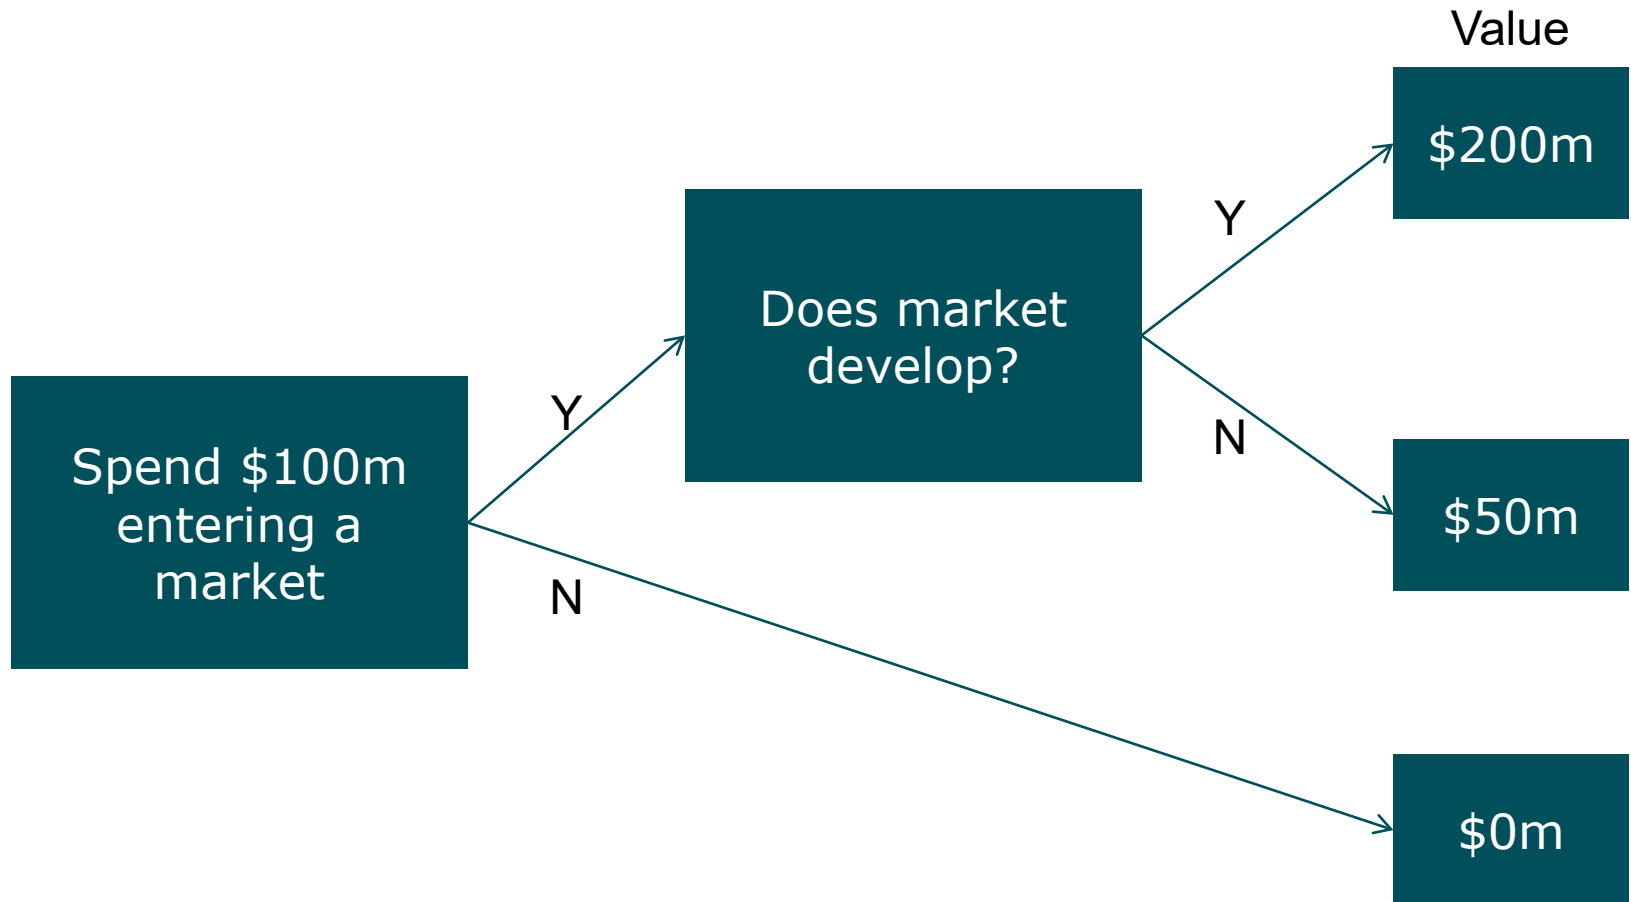 Value
$200m
Y
Does market
develop?
Y
N
Spend $100m
entering a
market
$50m
N
$0m